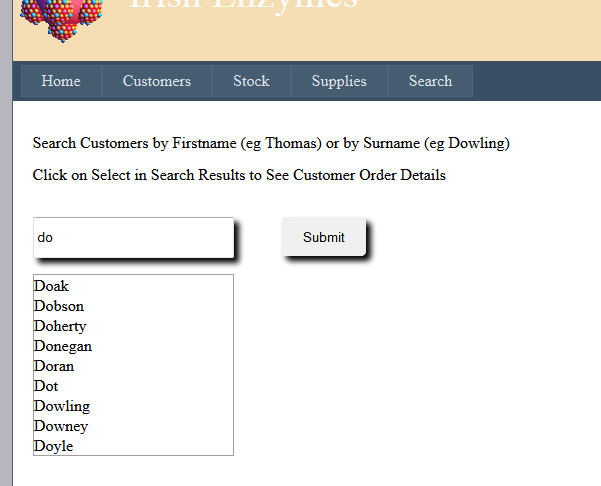 Irish Enzymes
Home Customers Stock Supplies Search
Search Customers by Firstname (eg Thomas) or by Surname (eg Dowling)
Click on Select in Search Results to See Customer Order Details
do Submit
Doak
Dobson
Doherty
Donegan
Doran
Dot
Dowling
Downey
Doyle